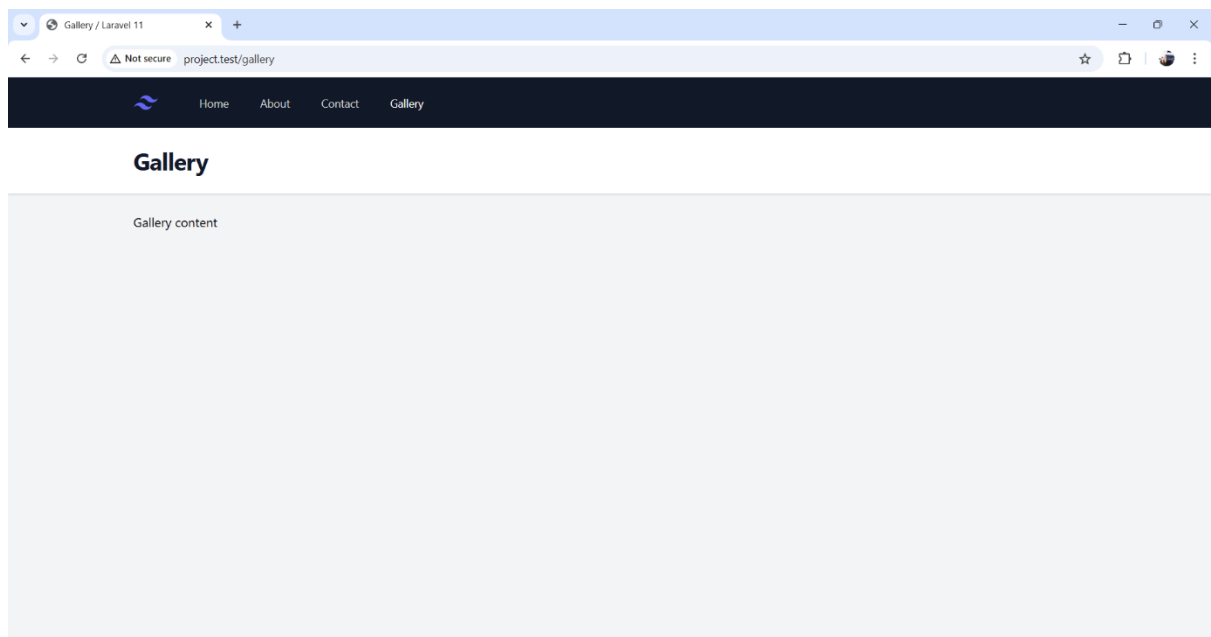 Gallery / Laravel 11
Not secure project.test/gallery
Home About Contact Gallery
Gallery
Gallery content